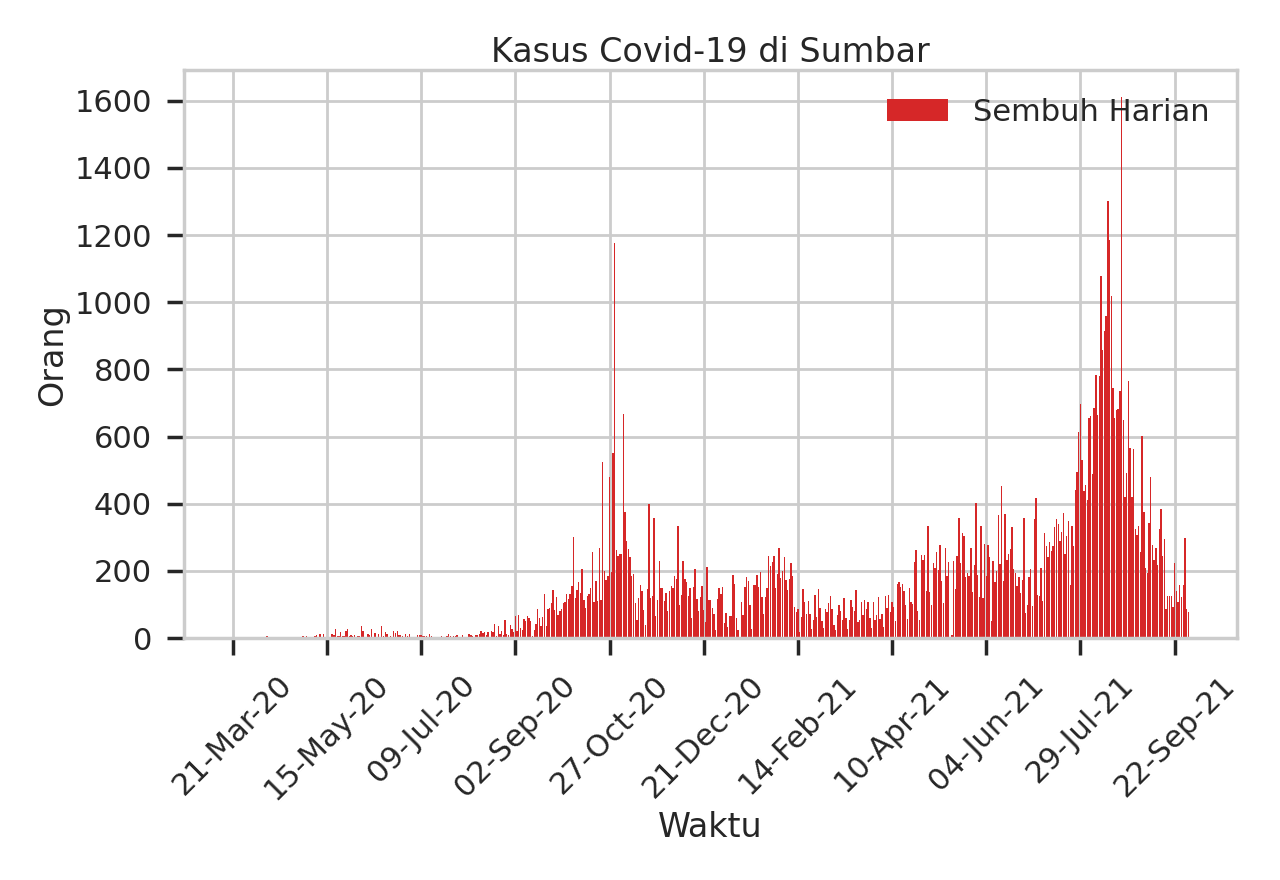 Kasus Covid-19 di Sumbar
Sembuh Harian
Orang
1600
1400
1200
1000
800
600
400
200
0
21-Mar-20
15-May-20
09-Jul-20
02-Sep-20
27-Oct-20
21-Dec-20
14-Feb-21
10-Apr-21
04-Jun-21
29-Jul-21
22-Sep-21
Waktu